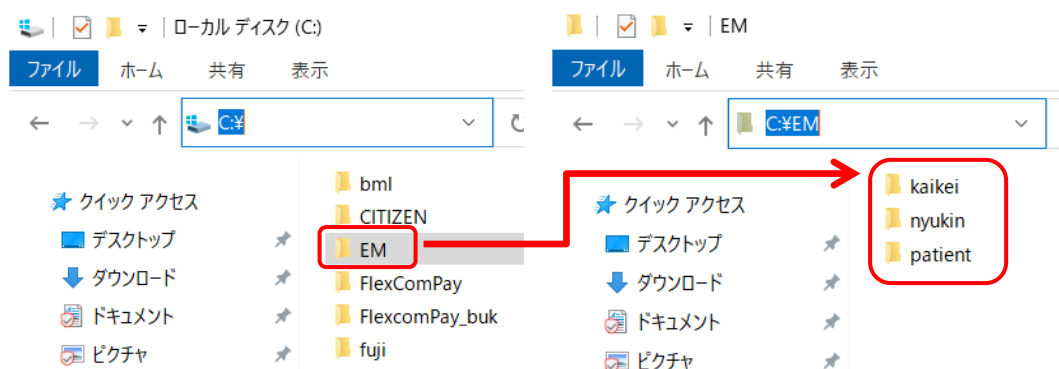 ローカル ディスク (C:)
ファイル ホーム 共有 表示
C:¥
クイック アクセス
デスクトップ
ダウンロード
ドキュメント
ピクチャ
bml
CITIZEN
EM
FlexComPay
FlexcomPay_buk
fuji
EM
ファイル ホーム 共有 表示
C:¥EM
クイック アクセス
デスクトップ
ダウンロード
ドキュメント
ピクチャ
kaikei
nyukin
patient